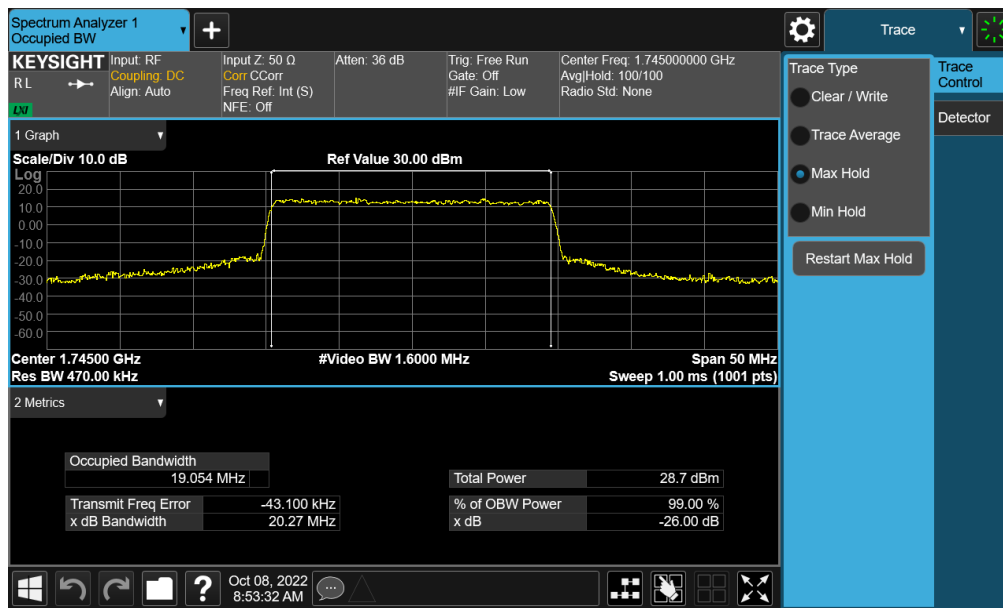 Spectrum Analyzer 1
Occupied BW
Trace
KEYSIGHT
R L
LXI
Input: RF
Coupling: DC
Align: Auto
Input Z: 50 Ω
Corr CCorr
Freq Ref: Int (S)
NFE: Off
Atten: 36 dB
Trig: Free Run
Gate: Off
#IF Gain: Low
Center Freq: 1.745000000 GHz
Avg|Hold: 100/100
Radio Std: None
Trace Type
Clear / Write
Trace Average
Max Hold
Min Hold
Restart Max Hold
Trace
Control
Detector
1 Graph
Scale/Div 10.0 dB
Ref Value 30.00 dBm
Log
20.0
10.0
0.00
-10.0
-20.0
-30.0
-40.0
-50.0
-60.0
Center 1.74500 GHz
#Video BW 1.6000 MHz
Span 50 MHz
Res BW 470.00 kHz
Sweep 1.00 ms (1001 pts)
2 Metrics
Occupied Bandwidth
19.054 MHz
Total Power 28.7 dBm
Transmit Freq Error -43.100 kHz
% of OBW Power 99.00 %
x dB Bandwidth 20.27 MHz
x dB -26.00 dB
?
Oct 08, 2022
8:53:32 AM